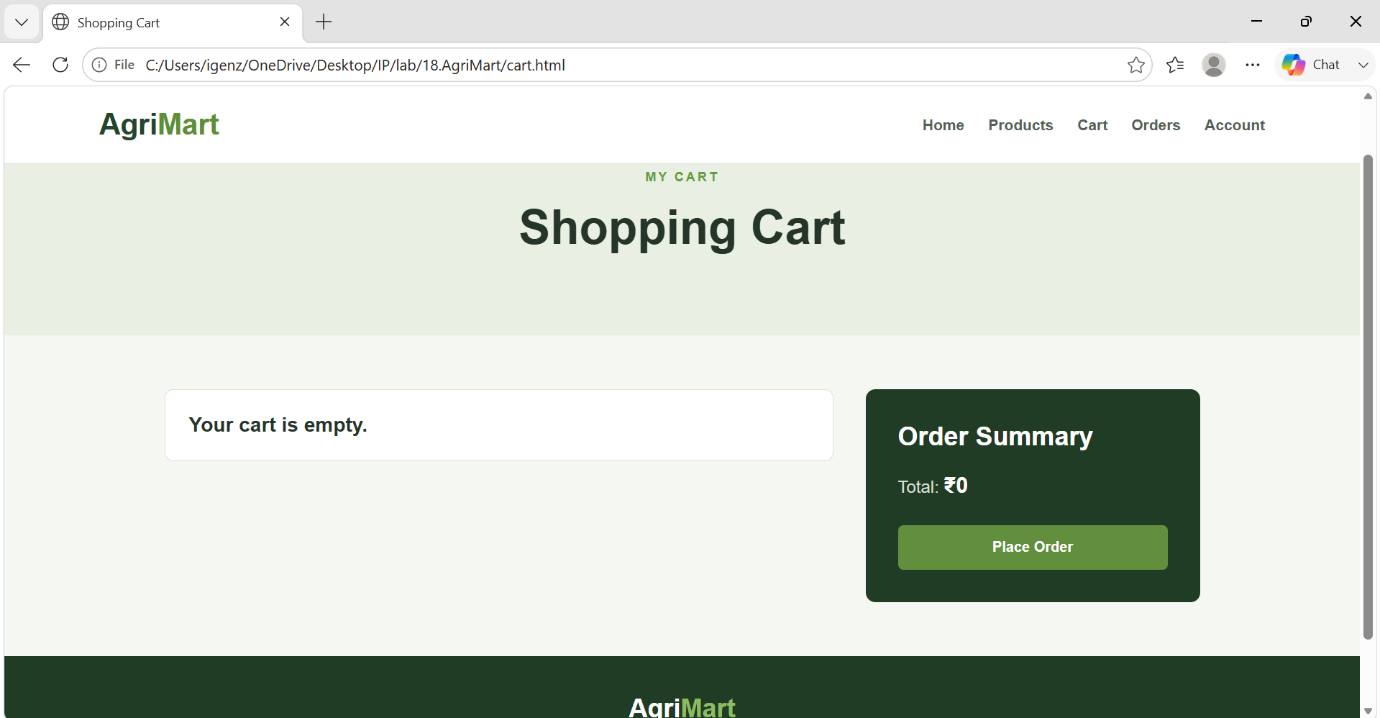 Shopping Cart
File C:/Users/igenz/OneDrive/Desktop/IP/lab/18.AgriMart/cart.html
Chat
AgriMart
Home Products Cart Orders Account
MY CART
Shopping Cart
Your cart is empty.
Order Summary
Total: ₹0
Place Order
AgriMart